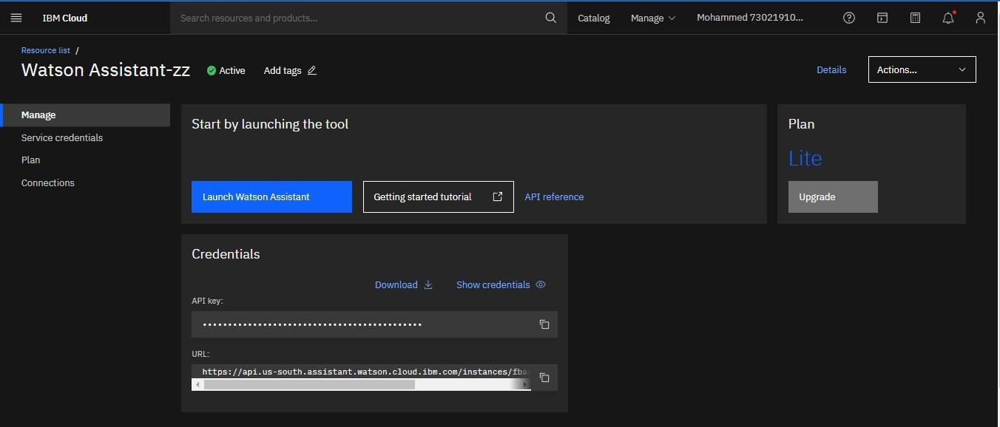 IBM Cloud
Search resources and products...
Catalog
Manage
Mohammed 73021910...
Resource list /
Watson Assistant-zz
Active
Add tags
Details
Actions...
Manage
Service credentials
Plan
Connections
Start by launching the tool
Launch Watson Assistant
Getting started tutorial
API reference
Plan
Lite
Upgrade
Credentials
Download
Show credentials
API key:
••••••••••••••••••••••••••••••••••••••••••••
URL:
https://api.us-south.assistant.watson.cloud.ibm.com/instances/fba